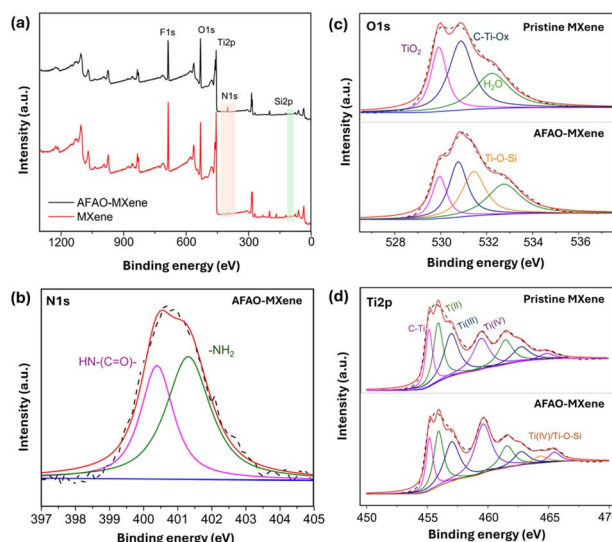 (a)
F1s
O1s
Ti2p
N1s
Si2p
AFAO-MXene
MXene
Intensity (a.u.)
1200 900 600 300 0
Binding energy (eV)
(b)
N1s
AFAO-MXene
HN-(C=O)-
-NH2
Intensity (a.u.)
397 398 399 400 401 402 403 404 405
Binding energy (eV)
(c)
O1s
Pristine MXene
C-Ti-Ox
TiO2
H2O
AFAO-MXene
Ti-O-Si
Intensity (a.u.)
528 530 532 534 536
Binding energy (eV)
(d)
Ti2p
Pristine MXene
T(II)
C-Ti
Ti(III)
Ti(IV)
AFAO-MXene
Ti(IV)/Ti-O-Si
Intensity (a.u.)
450 455 460 465
Binding energy (eV)